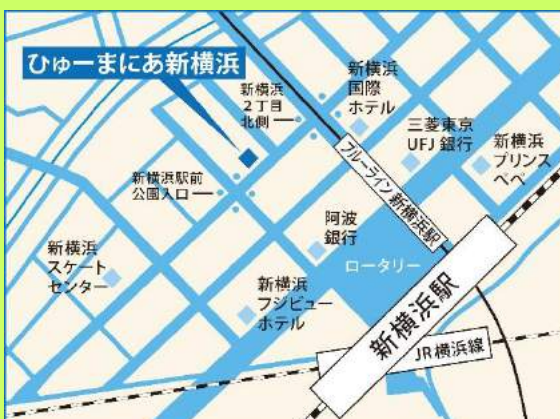 ひゅーまにあ新横浜
新横浜
2丁目
北側
新横浜
国際
ホテル
三菱東京
UFJ 銀行
新横浜
プリンス
ペペ
ブルーライン 新横浜駅
新横浜駅前
公園入口
阿波
銀行
ロータリー
新横浜
スケート
センター
新横浜
フジビュー
ホテル
新横浜駅
JR 横浜線